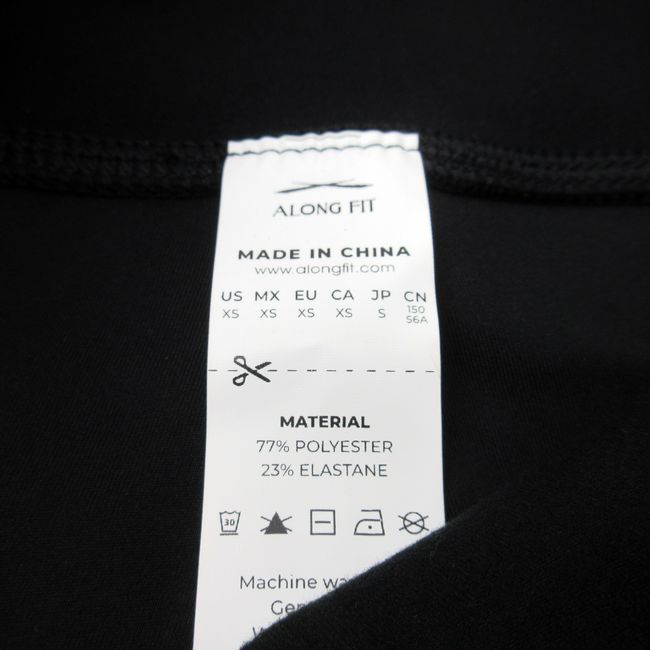 ALONG FIT
MADE IN CHINA
www.alongfit.com
US MX EU CA JP CN
XS XS XS XS S 150 56A
MATERIAL
77% POLYESTER
23% ELASTANE
30
Machine